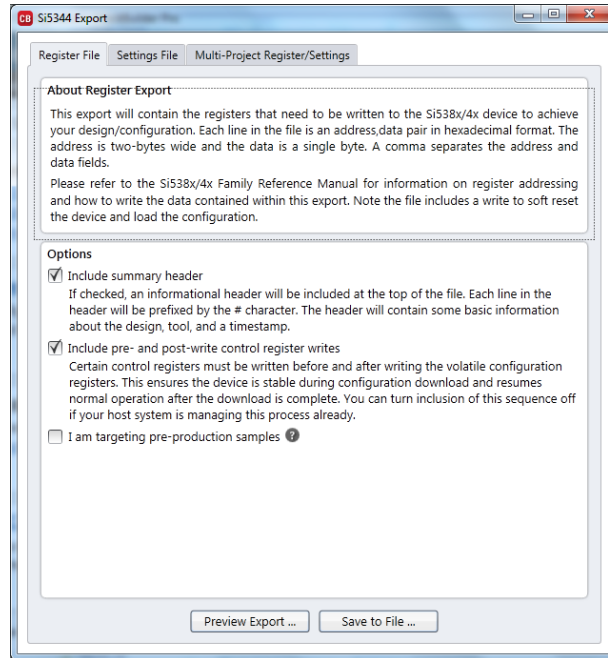 CB Si5344 Export
Register File Settings File Multi-Project Register/Settings
About Register Export
This export will contain the registers that need to be written to the Si538x/4x device to achieve
your design/configuration. Each line in the file is an address,data pair in hexadecimal format. The
address is two-bytes wide and the data is a single byte. A comma separates the address and
data fields.
Please refer to the Si538x/4x Family Reference Manual for information on register addressing
and how to write the data contained within this export. Note the file includes a write to soft reset
the device and load the configuration.
Options
Include summary header
If checked, an informational header will be included at the top of the file. Each line in the
header will be prefixed by the # character. The header will contain some basic information
about the design, tool, and a timestamp.
Include pre- and post-write control register writes
Certain control registers must be written before and after writing the volatile configuration
registers. This ensures the device is stable during configuration download and resumes
normal operation after the download is complete. You can turn inclusion of this sequence off
if your host system is managing this process already.
I am targeting pre-production samples ?
Preview Export ... Save to File ...